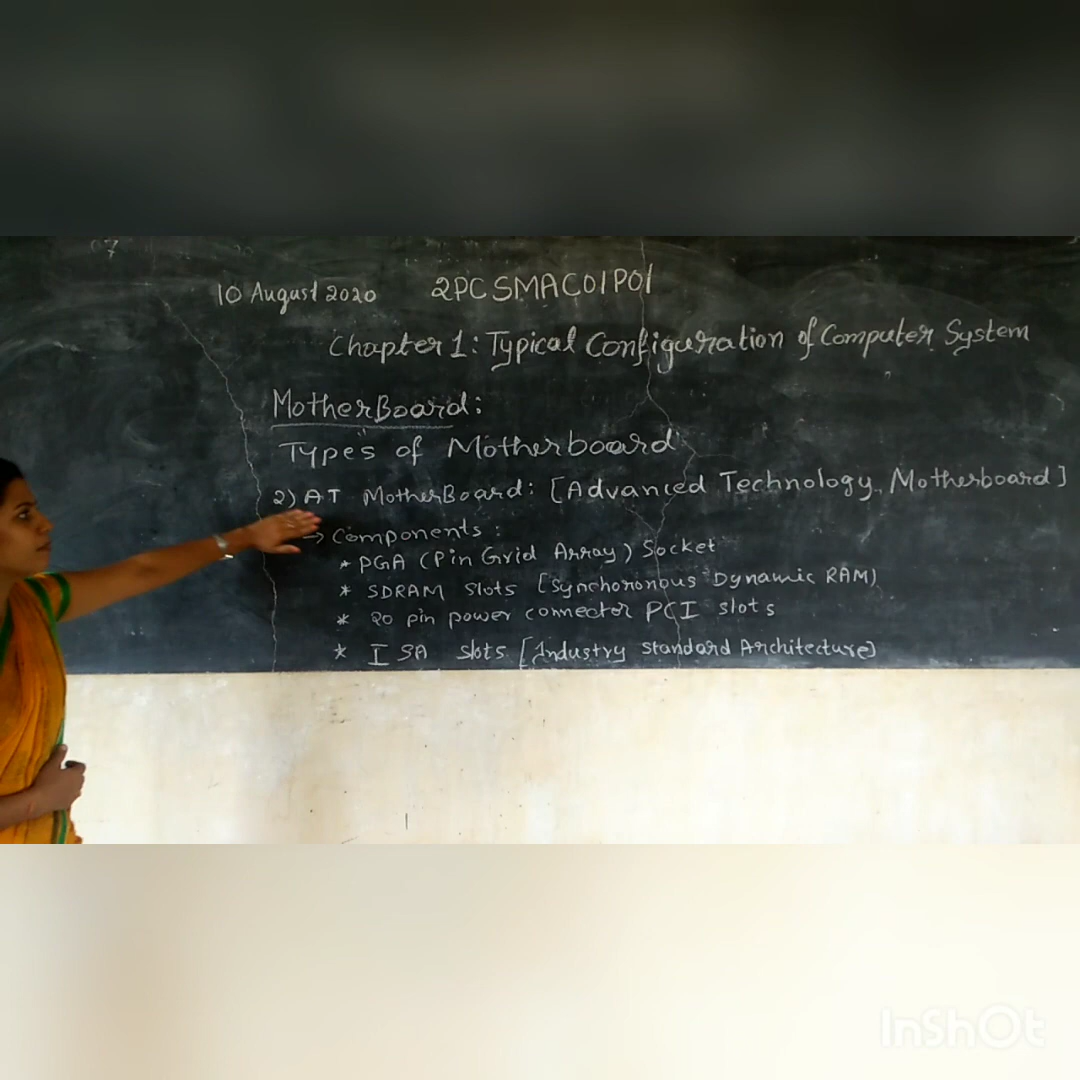 10 August 2020 2PCSMAC01P01
Chapter 1: Typical Configuration of Computer System
MotherBoard:
Types of Motherboard
2) AT MotherBoard: [Advanced Technology Motherboard]
→ Components:
* PGA (Pin Grid Array) Socket
* SDRAM slots [Synchoronous Dynamic RAM)
* 20 pin power connector PCI slots
* ISA slots [Industry Standard Architecture]
InShOt